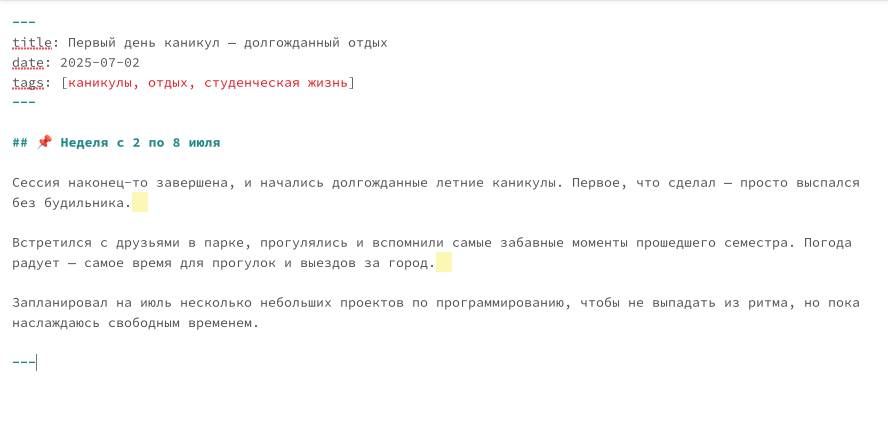 ---
title: Первый день каникул — долгожданный отдых
date: 2025-07-02
tags: [каникулы, отдых, студенческая жизнь]
---
## 📌 Неделя с 2 по 8 июля
Сессия наконец-то завершена, и начались долгожданные летние каникулы. Первое, что сделал — просто выспался
без будильника.
Встретился с друзьями в парке, прогулялись и вспомнили самые забавные моменты прошедшего семестра. Погода
радует — самое время для прогулок и выездов за город.
Запланировал на июль несколько небольших проектов по программированию, чтобы не выпадать из ритма, но пока
наслаждаюсь свободным временем.
---